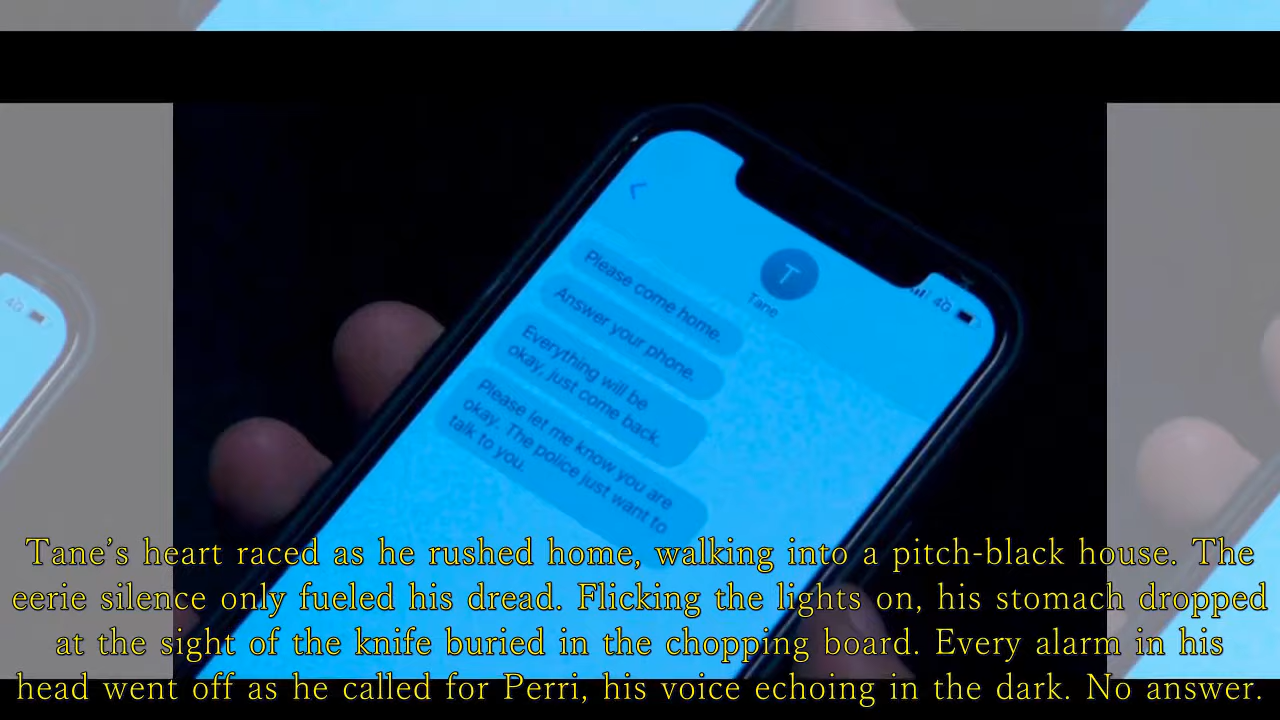 4G
4G
T
Tane
Please come home.
Answer your phone.
Everything will be
okay, just come back.
Please let me know you are
okay. The police just want to
talk to you.
Tane’s heart raced as he rushed home, walking into a pitch-black house. The
eerie silence only fueled his dread. Flicking the lights on, his stomach dropped
at the sight of the knife buried in the chopping board. Every alarm in his
head went off as he called for Perri, his voice echoing in the dark. No answer.